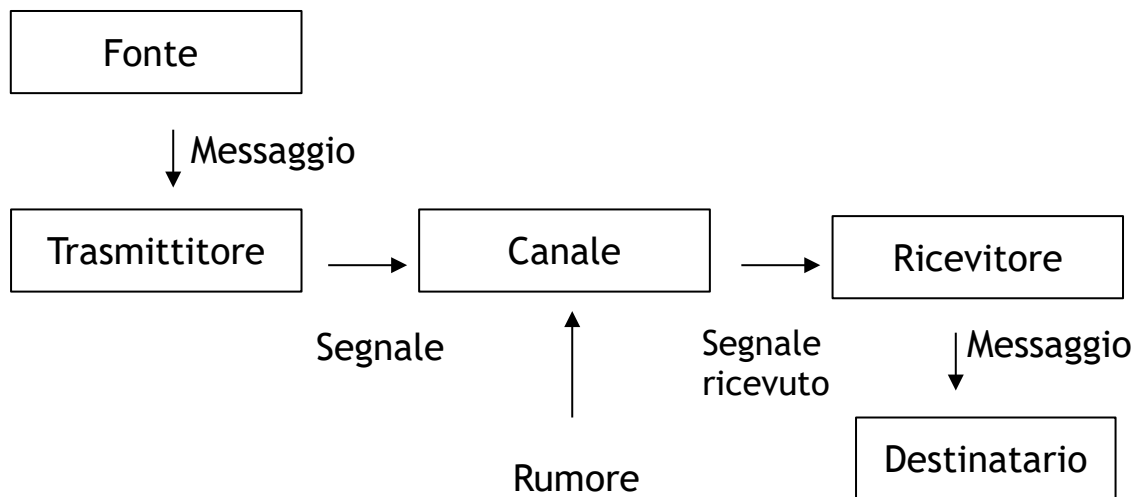 Fonte
Messaggio
Trasmittitore
Canale
Ricevitore
Segnale
Segnale
ricevuto
Messaggio
Rumore
Destinatario